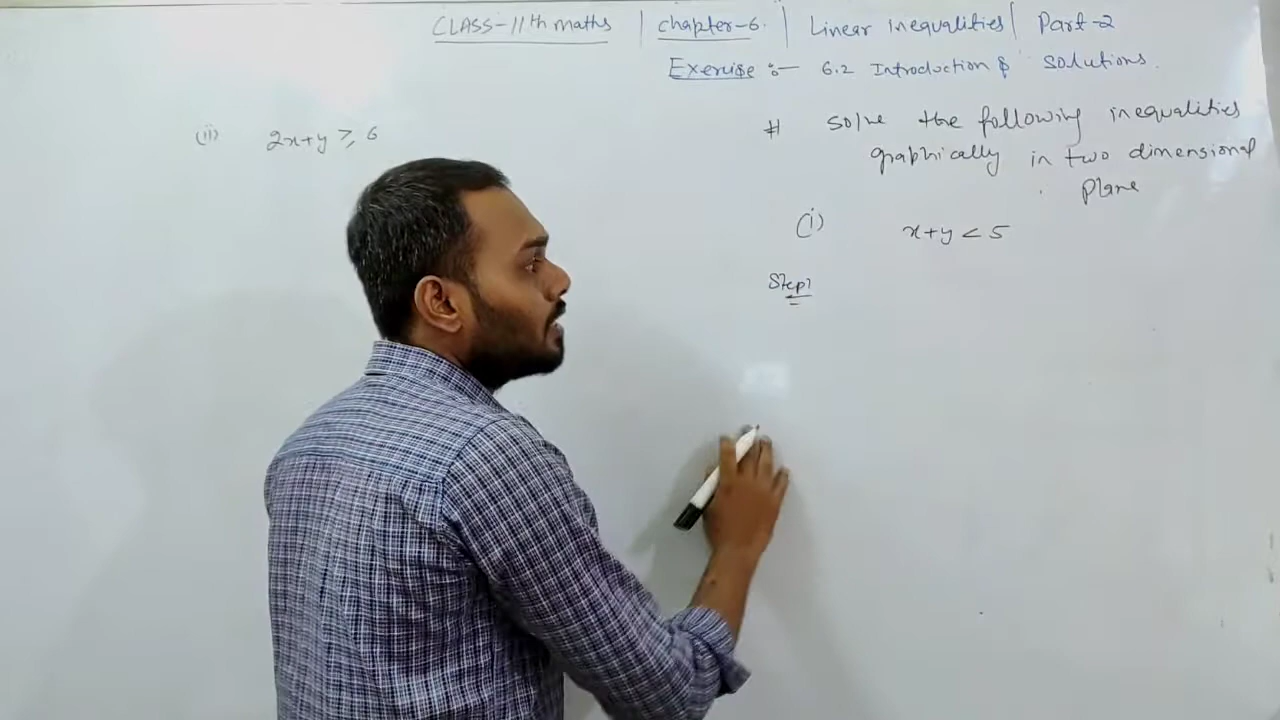 CLASS-11th maths | chapter-6. | Linear Inequalities | Part-2
Exercise :- 6.2 Introduction & solutions.
# solve the following inequalities
graphically in two dimensional
plane
(i) x+y < 5
Step1
(ii) 2x+y ≥ 6